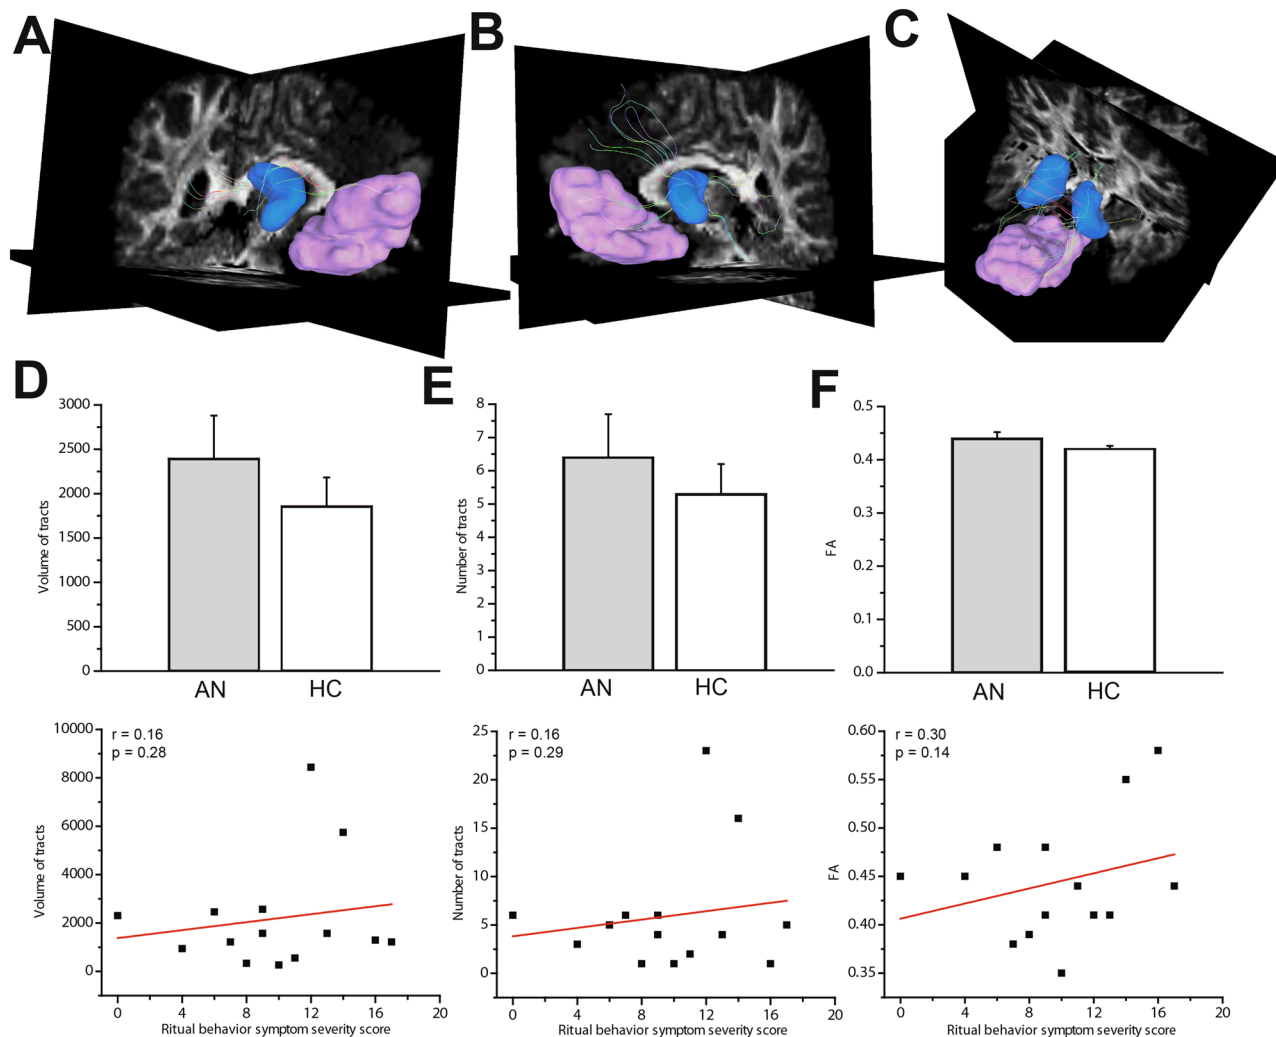 A
B
C
D
E
F
3000
2500
2000
1500
1000
500
0
Volume of tracts
AN
HC
8
7
6
5
4
3
2
1
0
Number of tracts
AN
HC
0.5
0.4
0.3
0.2
0.1
0.0
FA
AN
HC
10000
8000
6000
4000
2000
0
Volume of tracts
r = 0.16
p = 0.28
0 4 8 12 16 20
Ritual behavior symptom severity score
25
20
15
10
5
0
Number of tracts
r = 0.16
p = 0.29
0 4 8 12 16 20
Ritual behavior symptom severity score
0.60
0.55
0.50
0.45
0.40
0.35
FA
r = 0.30
p = 0.14
0 4 8 12 16 20
Ritual behavior symptom severity score